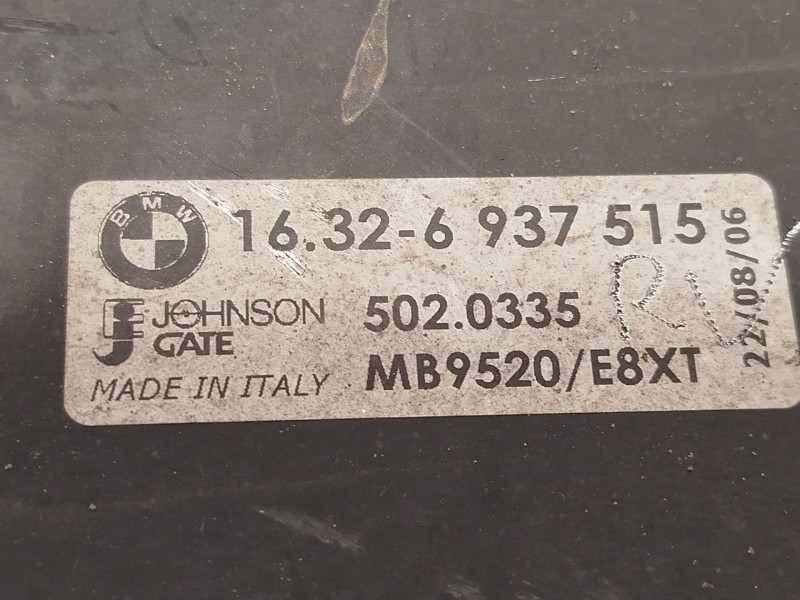 BMW
16.32-6 937 515
JOHNSON
GATE
502.0335
MADE IN ITALY
MB9520/E8XT
22/08/06